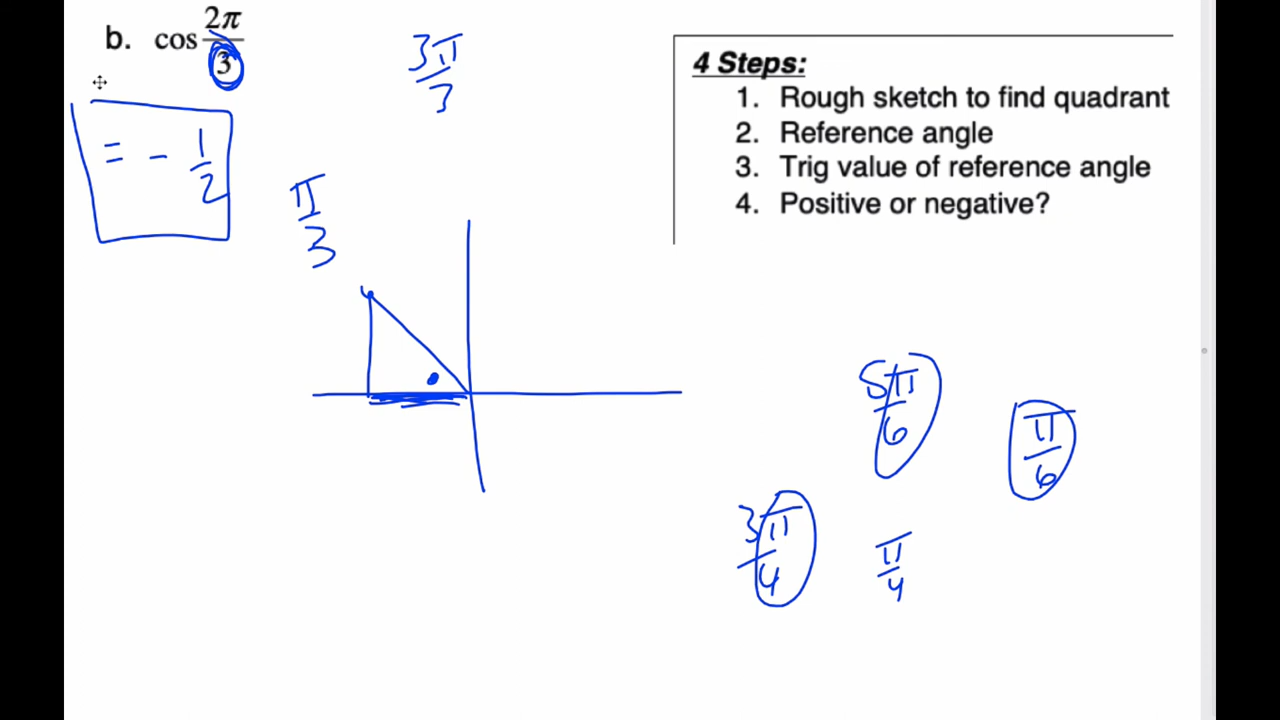 b. cos 2π/3
= - 1/2
3π/3
π/3
4 Steps:
1. Rough sketch to find quadrant
2. Reference angle
3. Trig value of reference angle
4. Positive or negative?
5π/6
π/6
3π/4
π/4